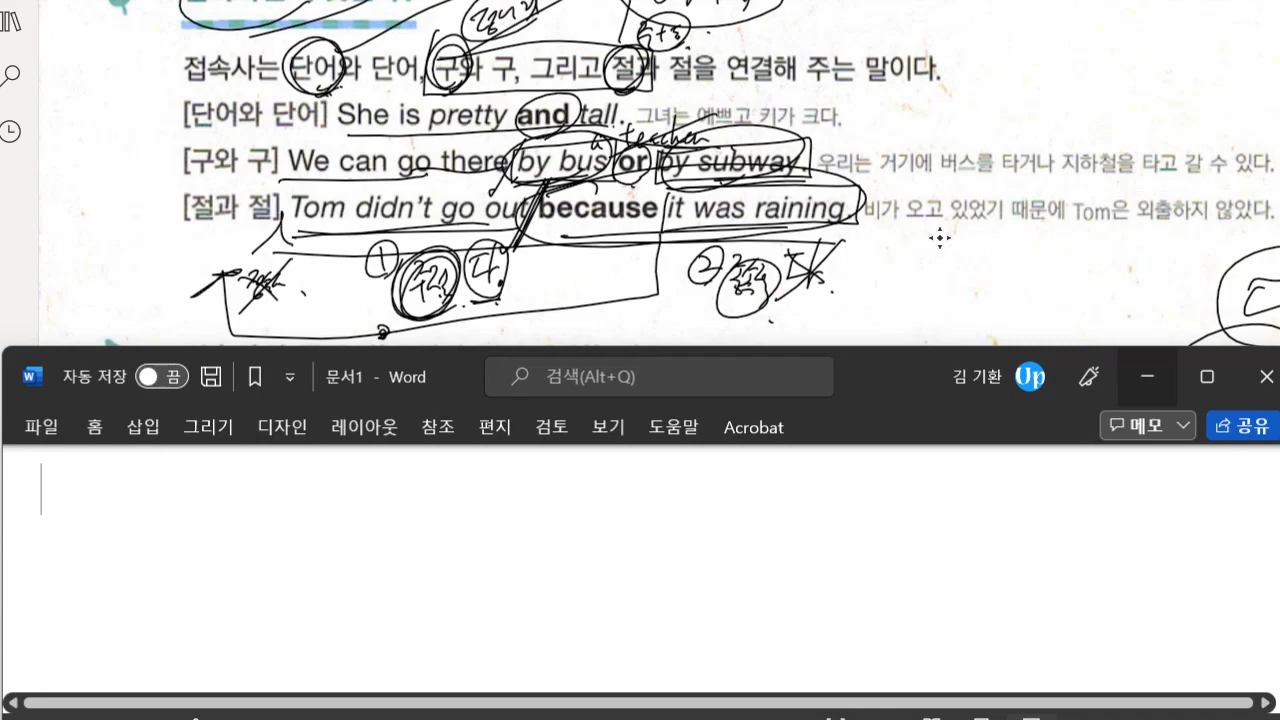 접속사는 단어와 단어, 구와 구, 그리고 절과 절을 연결해 주는 말이다.
[단어와 단어] She is pretty and tall. 그녀는 예쁘고 키가 크다.
a teacher
[구와 구] We can go there by bus or by subway. 우리는 거기에 버스를 타거나 지하철을 타고 갈 수 있다.
[절과 절] Tom didn't go out because it was raining. 비가 오고 있었기 때문에 Tom은 외출하지 않았다.
① 주절 ② 종속
자동 저장 끔 문서1 - Word 검색(Alt+Q) 김 기환 Up
파일 홈 삽입 그리기 디자인 레이아웃 참조 편지 검토 보기 도움말 Acrobat 메모 공유